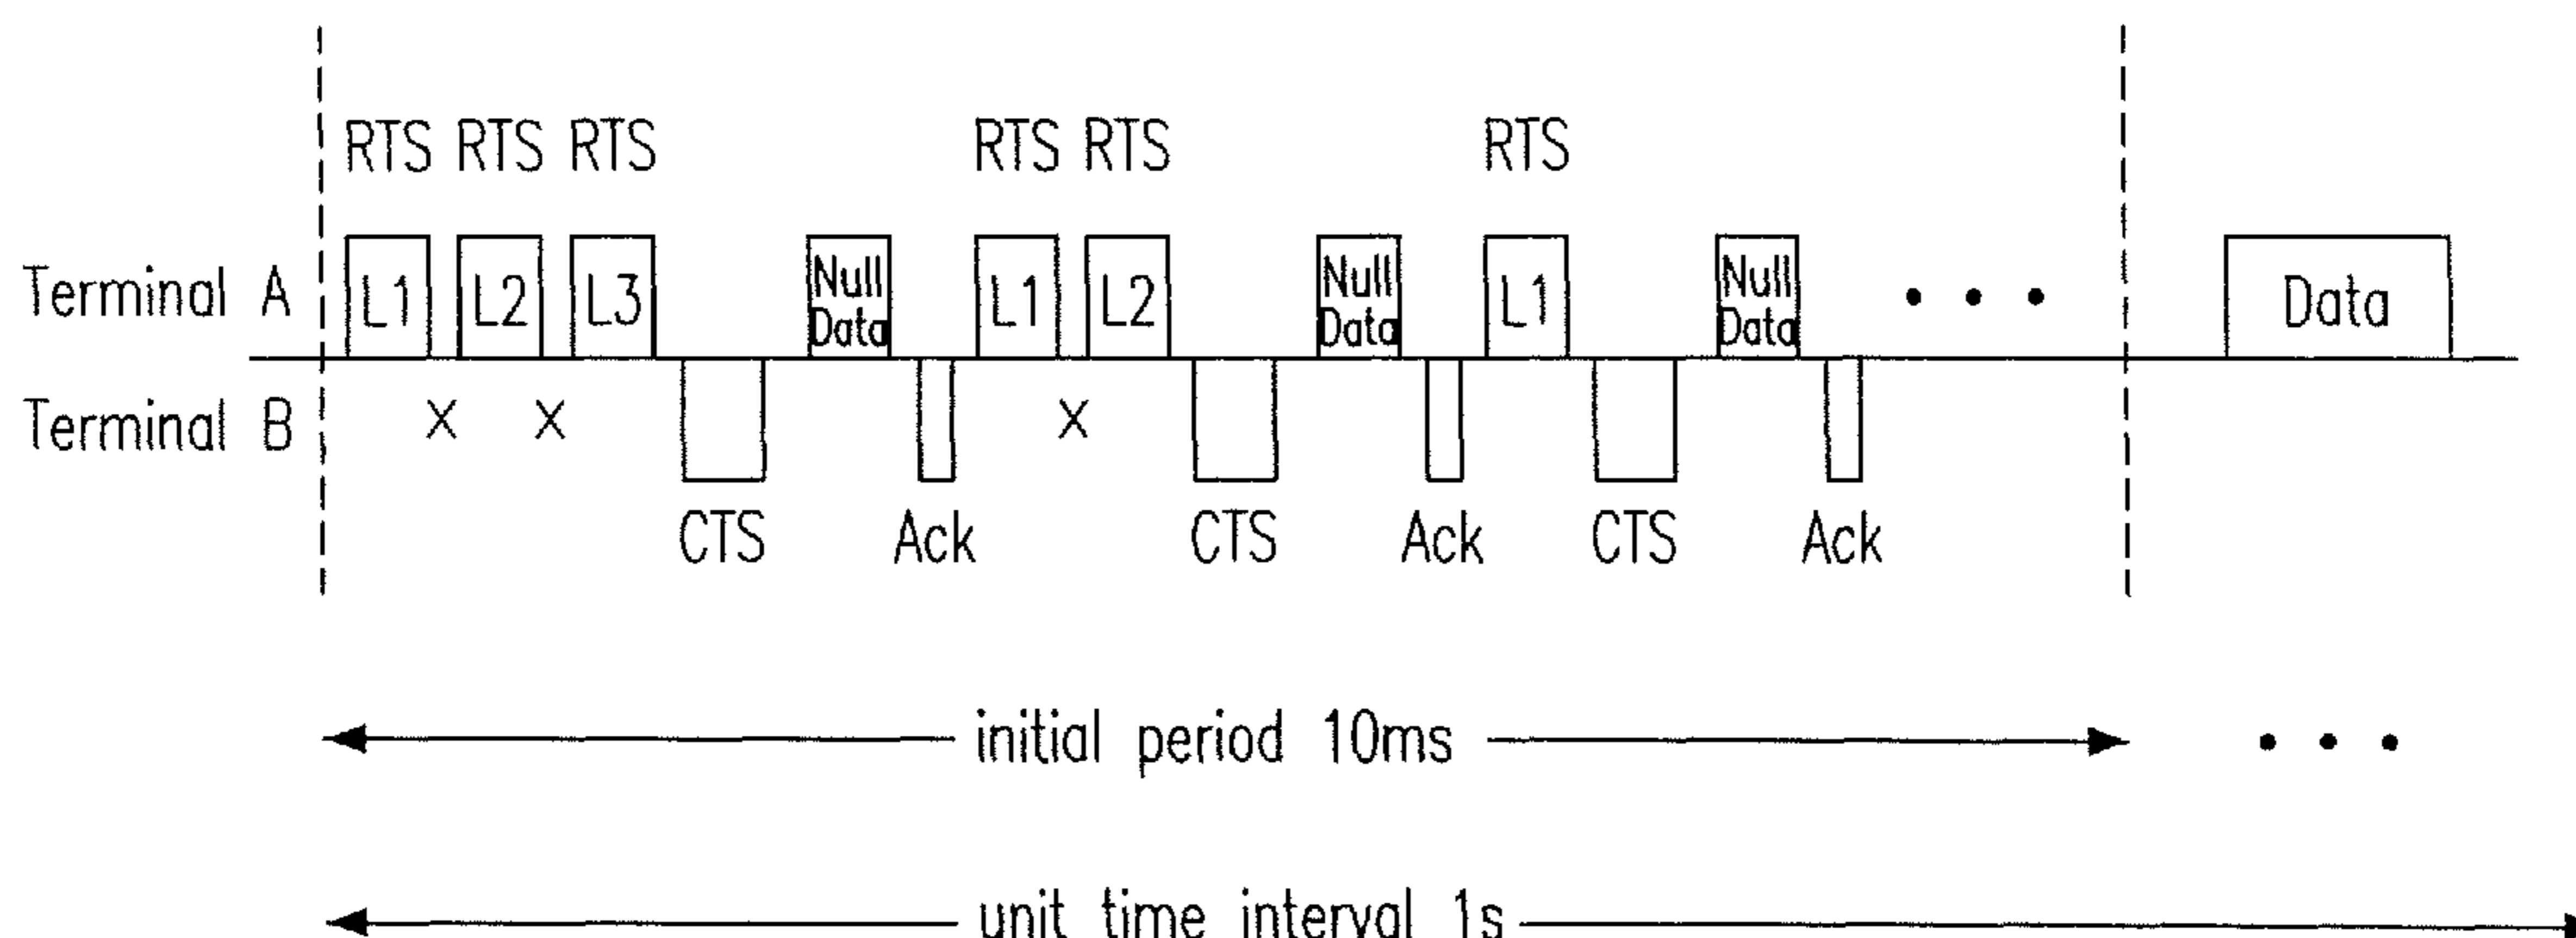 RTS RTS RTS RTS RTS RTS
Terminal A L1 L2 L3 Null Data L1 L2 Null Data L1 Null Data • • • Data
Terminal B X X X
CTS Ack CTS Ack CTS Ack
initial period 10ms • • •
unit time interval 1s